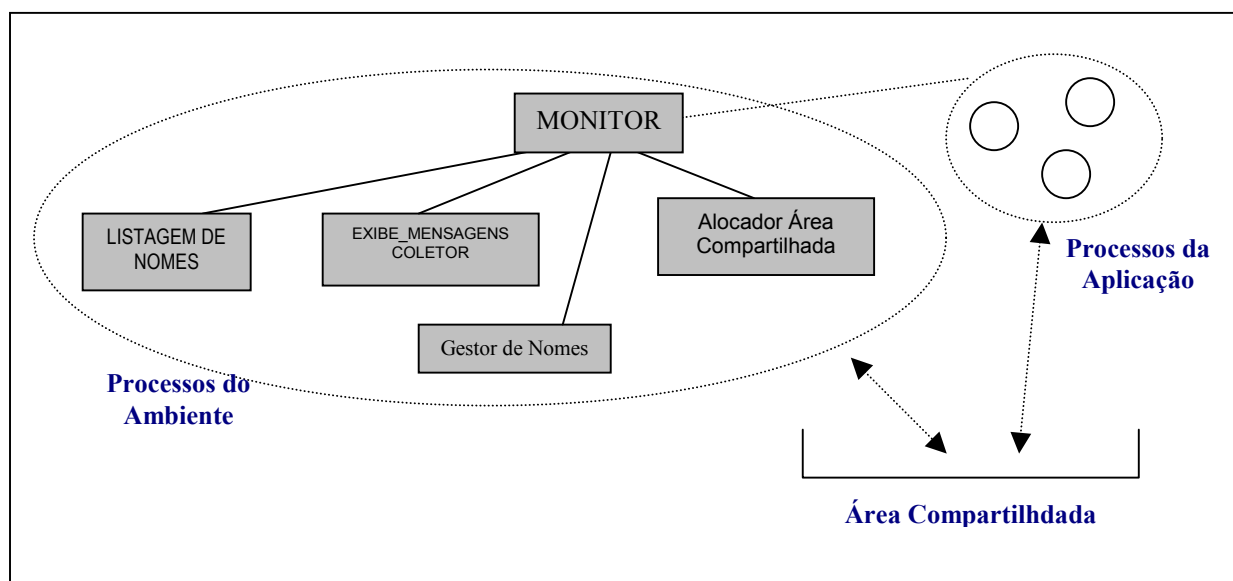 MONITOR
LISTAGEM DE
NOMES
EXIBE_MENSAGENS
COLETOR
Alocador Área
Compartilhada
Gestor de Nomes
Processos da
Aplicação
Processos do
Ambiente
Área Compartilhdada